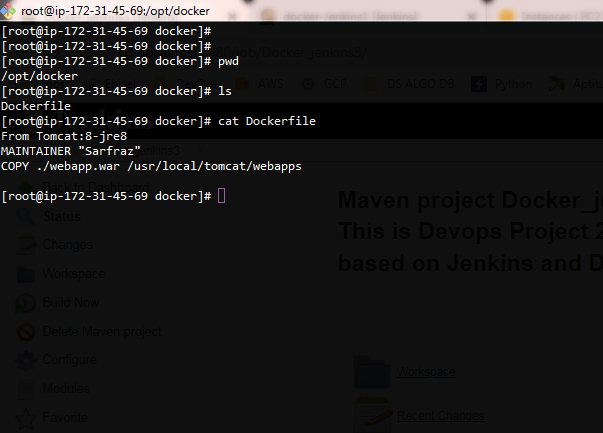 root@ip-172-31-45-69:/opt/docker
[root@ip-172-31-45-69 docker]#
[root@ip-172-31-45-69 docker]#
[root@ip-172-31-45-69 docker]# pwd
/opt/docker
[root@ip-172-31-45-69 docker]# ls
Dockerfile
[root@ip-172-31-45-69 docker]# cat Dockerfile
From Tomcat:8-jre8
MAINTAINER "Sarfraz"
COPY ./webapp.war /usr/local/tomcat/webapps
[root@ip-172-31-45-69 docker]#
AWS
GCP
DS ALGO DB
Python
Back to Dashboard
Status
Changes
Workspace
Build Now
Delete Maven project
Configure
Modules
Favorite
Maven project Docker_je
This is Devops Project 2
based on Jenkins and D
Workspace
Recent Changes